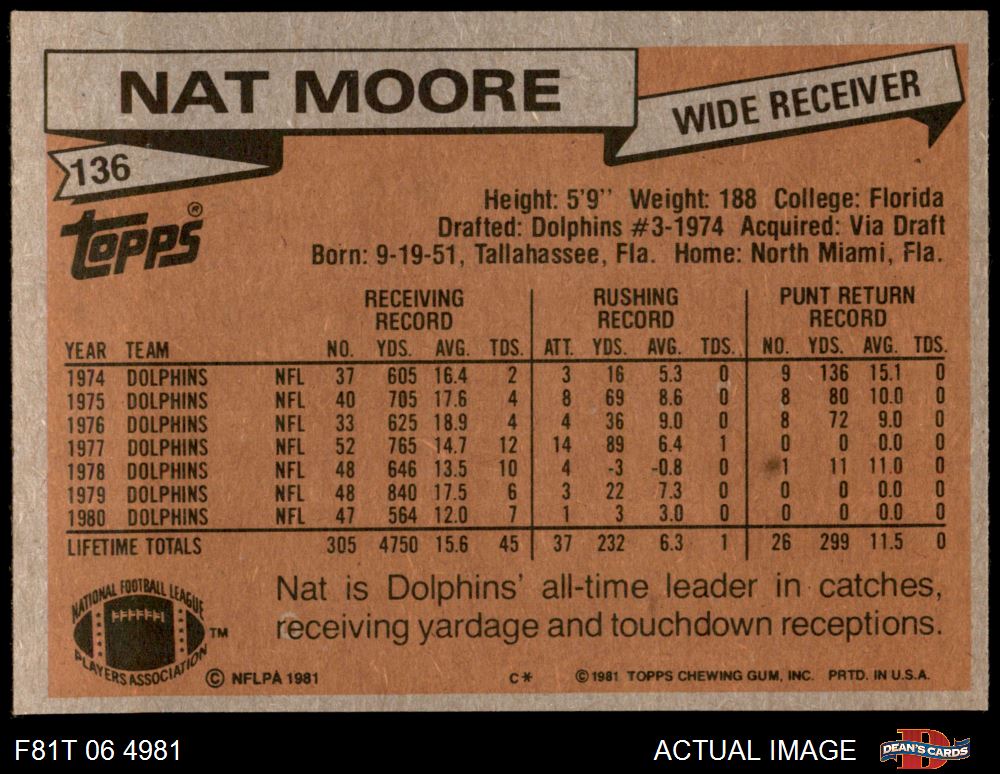 NAT MOORE
WIDE RECEIVER
136
topps®
Height: 5'9'' Weight: 188 College: Florida
Drafted: Dolphins #3-1974 Acquired: Via Draft
Born: 9-19-51, Tallahassee, Fla. Home: North Miami, Fla.
RECEIVING RECORD RUSHING RECORD PUNT RETURN RECORD
YEAR TEAM NO. YDS. AVG. TDS. ATT. YDS. AVG. TDS. NO. YDS. AVG. TDS.
1974 DOLPHINS NFL 37 605 16.4 2 3 16 5.3 0 9 136 15.1 0
1975 DOLPHINS NFL 40 705 17.6 4 8 69 8.6 0 8 80 10.0 0
1976 DOLPHINS NFL 33 625 18.9 4 4 36 9.0 0 8 72 9.0 0
1977 DOLPHINS NFL 52 765 14.7 12 14 89 6.4 1 0 0 0.0 0
1978 DOLPHINS NFL 48 646 13.5 10 4 -3 -0.8 0 1 11 11.0 0
1979 DOLPHINS NFL 48 840 17.5 6 3 22 7.3 0 0 0 0.0 0
1980 DOLPHINS NFL 47 564 12.0 7 1 3 3.0 0 0 0 0.0 0
LIFETIME TOTALS 305 4750 15.6 45 37 232 6.3 1 26 299 11.5 0
Nat is Dolphins' all-time leader in catches,
receiving yardage and touchdown receptions.
NATIONAL FOOTBALL LEAGUE
PLAYERS ASSOCIATION
TM
© NFLPA 1981 C* ©1981 TOPPS CHEWING GUM, INC. PRTD. IN U.S.A.
F81T 06 4981 ACTUAL IMAGE DEAN'S CARDS